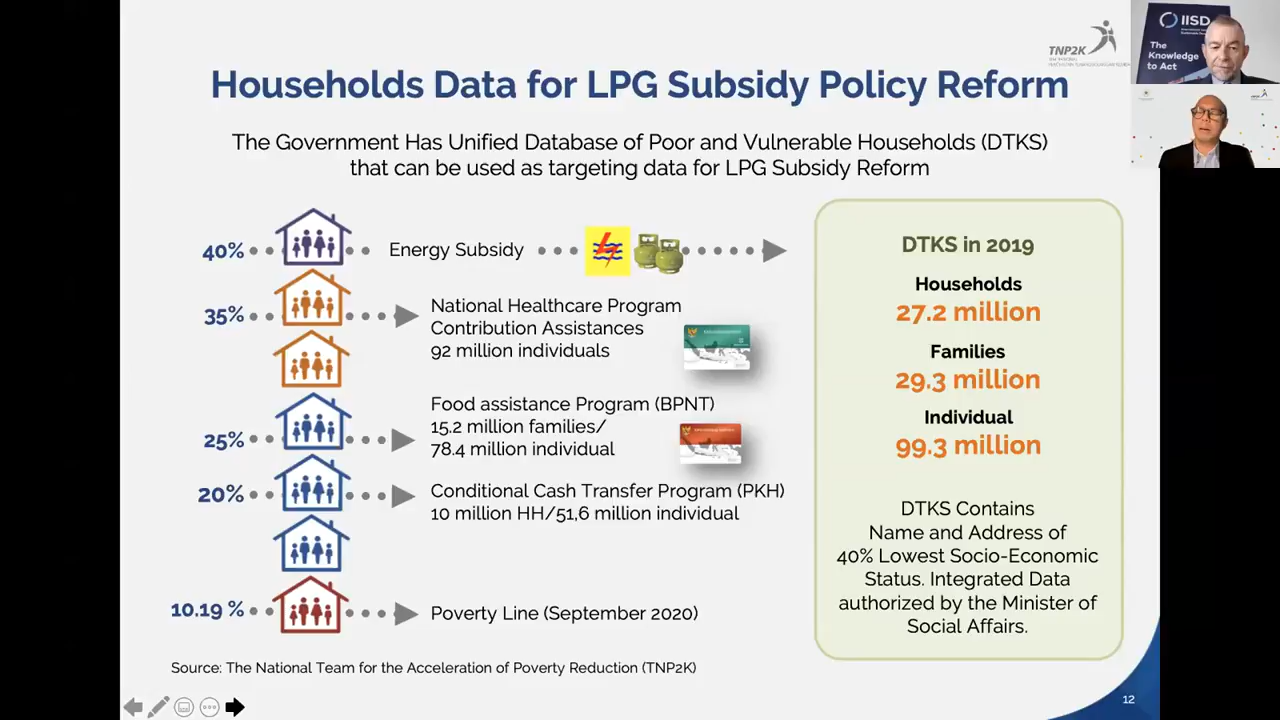 TNP2K
IISD
The
Knowledge
to Act
Households Data for LPG Subsidy Policy Reform
The Government Has Unified Database of Poor and Vulnerable Households (DTKS)
that can be used as targeting data for LPG Subsidy Reform
40%
Energy Subsidy
35%
National Healthcare Program
Contribution Assistances
92 million individuals
25%
Food assistance Program (BPNT)
15.2 million families/
78.4 million individual
20%
Conditional Cash Transfer Program (PKH)
10 million HH/51,6 million individual
10.19 %
Poverty Line (September 2020)
DTKS in 2019
Households
27.2 million
Families
29.3 million
Individual
99.3 million
DTKS Contains
Name and Address of
40% Lowest Socio-Economic
Status. Integrated Data
authorized by the Minister of
Social Affairs.
Source: The National Team for the Acceleration of Poverty Reduction (TNP2K)
12